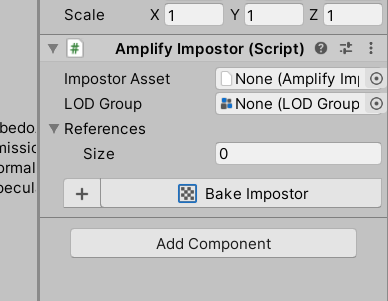 Scale X 1 Y 1 Z 1
# Amplify Impostor (Script)
Impostor Asset None (Amplify Im
LOD Group None (LOD Group
bedo
References
missic
Size 0
ormal
pecul
+ Bake Impostor
Add Component